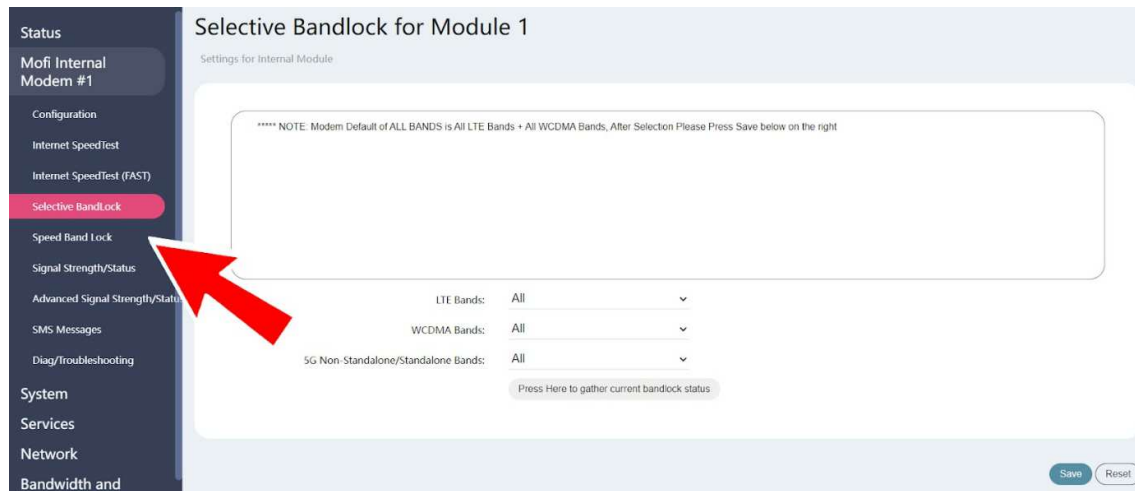 Status
Mofi Internal
Modem #1
Configuration
Internet SpeedTest
Internet SpeedTest (FAST)
Selective BandLock
Speed Band Lock
Signal Strength/Status
Advanced Signal Strength/Statu
SMS Messages
Diag/Troubleshooting
System
Services
Network
Bandwidth and
Selective Bandlock for Module 1
Settings for Internal Module
***** NOTE: Modem Default of ALL BANDS is All LTE Bands + All WCDMA Bands, After Selection Please Press Save below on the right
LTE Bands: All
WCDMA Bands: All
5G Non-Standalone/Standalone Bands: All
Press Here to gather current bandlock status
Save Reset